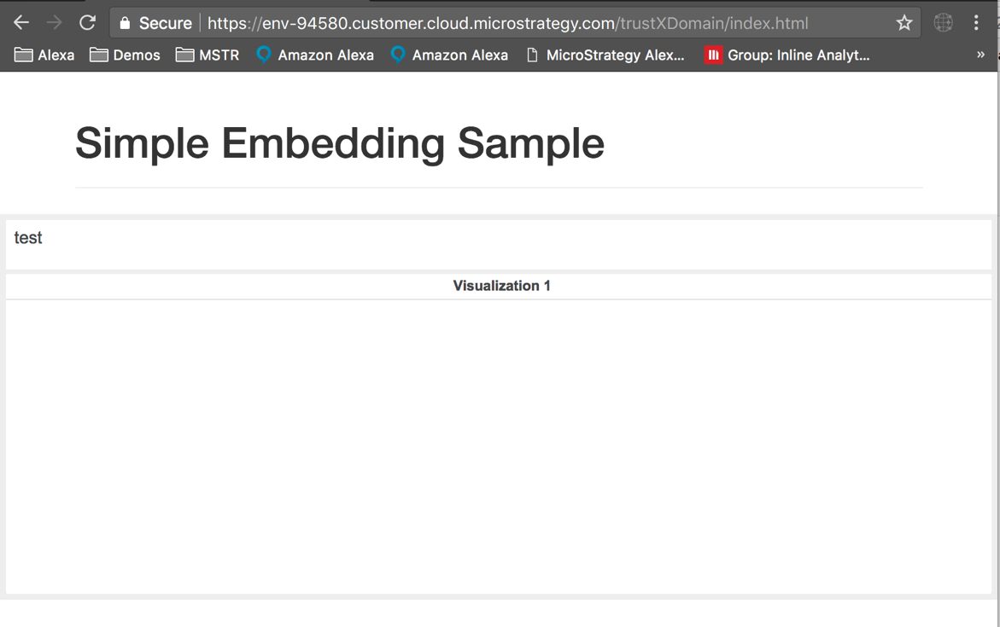 Secure https://env-94580.customer.cloud.microstrategy.com/trustXDomain/index.html
Alexa Demos MSTR Amazon Alexa Amazon Alexa MicroStrategy Alex... Group: Inline Analyt... »
Simple Embedding Sample
test
Visualization 1